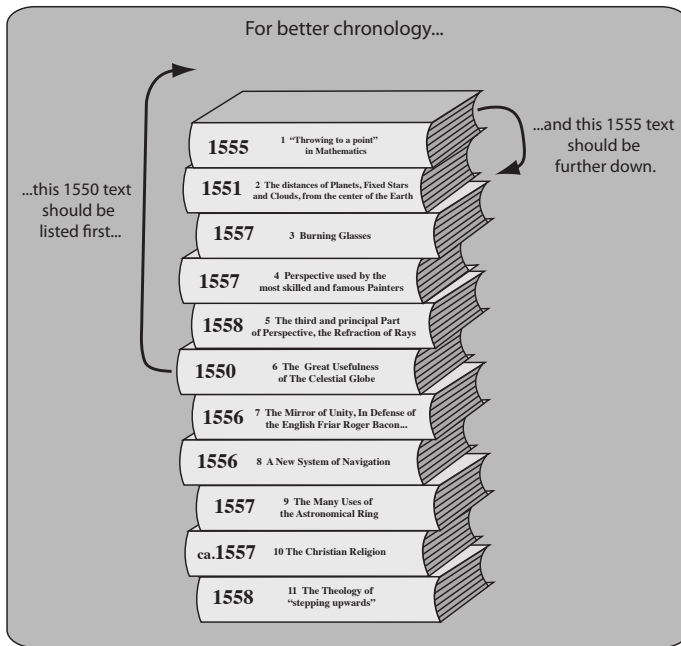 For better chronology...
...this 1550 text
should be
listed first...
...and this 1555 text
should be
further down.
1555 1 “Throwing to a point”
in Mathematics
1551 2 The distances of Planets, Fixed Stars
and Clouds, from the center of the Earth
1557 3 Burning Glasses
1557 4 Perspective used by the
most skilled and famous Painters
1558 5 The third and principal Part
of Perspective, the Refraction of Rays
1550 6 The Great Usefulness
of The Celestial Globe
1556 7 The Mirror of Unity, In Defense of
the English Friar Roger Bacon...
1556 8 A New System of Navigation
1557 9 The Many Uses of
the Astronomical Ring
ca.1557 10 The Christian Religion
1558 11 The Theology of
“stepping upwards”